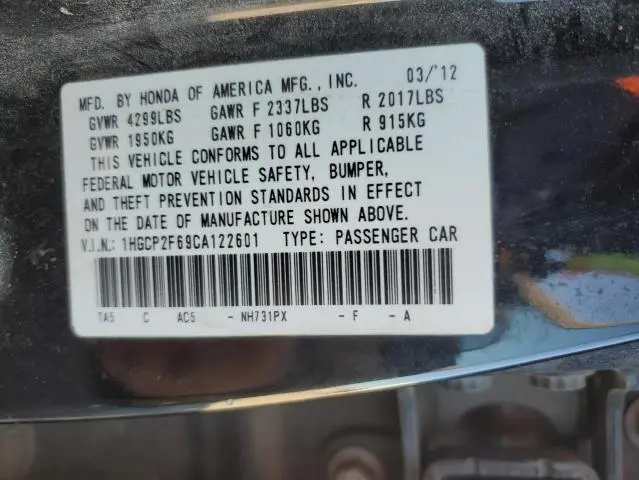 MFD. BY HONDA OF AMERICA MFG., INC. 03/'12
GVWR 4299LBS GAWR F 2337LBS R 2017LBS
GVWR 1950KG GAWR F 1060KG R 915KG
THIS VEHICLE CONFORMS TO ALL APPLICABLE
FEDERAL MOTOR VEHICLE SAFETY, BUMPER,
AND THEFT PREVENTION STANDARDS IN EFFECT
ON THE DATE OF MANUFACTURE SHOWN ABOVE.
V.I.N.: 1HGCP2F69CA122601 TYPE: PASSENGER CAR
TA5 C AC5 - NH731PX - F - A